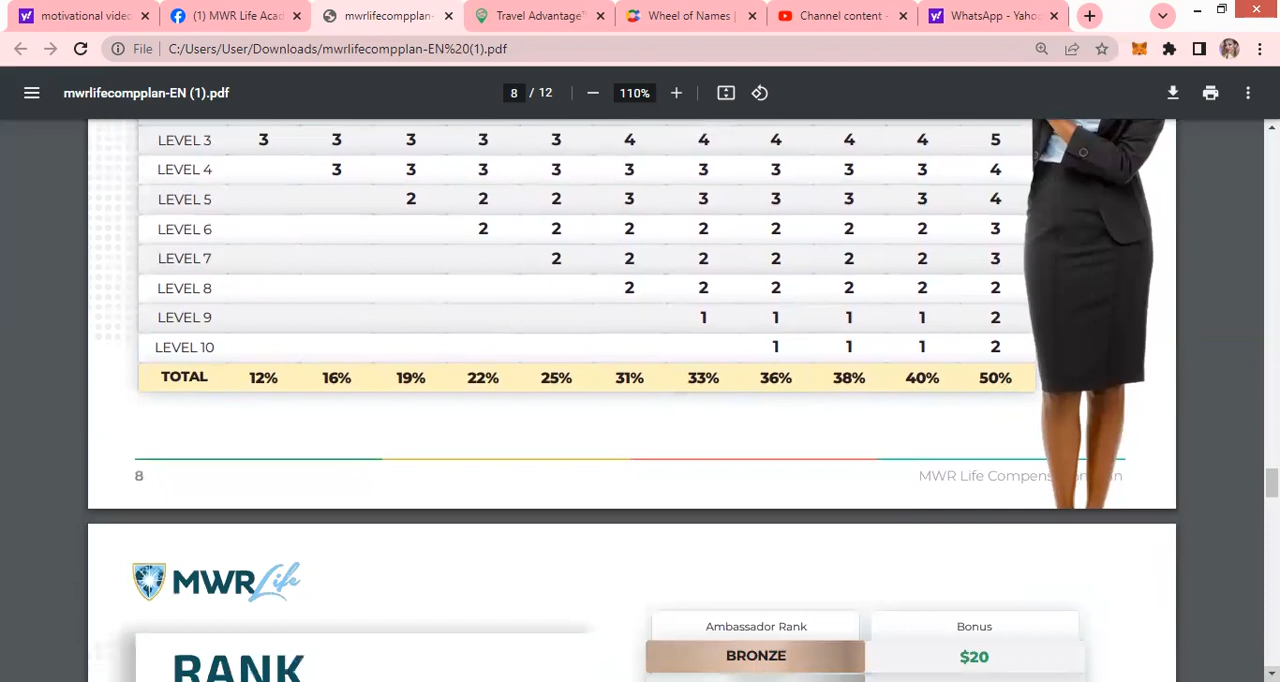 motivational video
(1) MWR Life Acad
mwrlifecompplan-
Travel Advantage™
Wheel of Names |
Channel content -
WhatsApp - Yahoo
File C:/Users/User/Downloads/mwrlifecompplan-EN%20(1).pdf
mwrlifecompplan-EN (1).pdf
8 / 12
110%
LEVEL 3 3 3 3 3 3 4 4 4 4 4 5
LEVEL 4 3 3 3 3 3 3 3 3 3 4
LEVEL 5 2 2 2 3 3 3 3 3 4
LEVEL 6 2 2 2 2 2 2 2 3
LEVEL 7 2 2 2 2 2 2 3
LEVEL 8 2 2 2 2 2 2
LEVEL 9 1 1 1 1 2
LEVEL 10 1 1 1 2
TOTAL 12% 16% 19% 22% 25% 31% 33% 36% 38% 40% 50%
8
MWR Life
MWR Life
Ambassador Rank Bonus
BRONZE $20
RANK